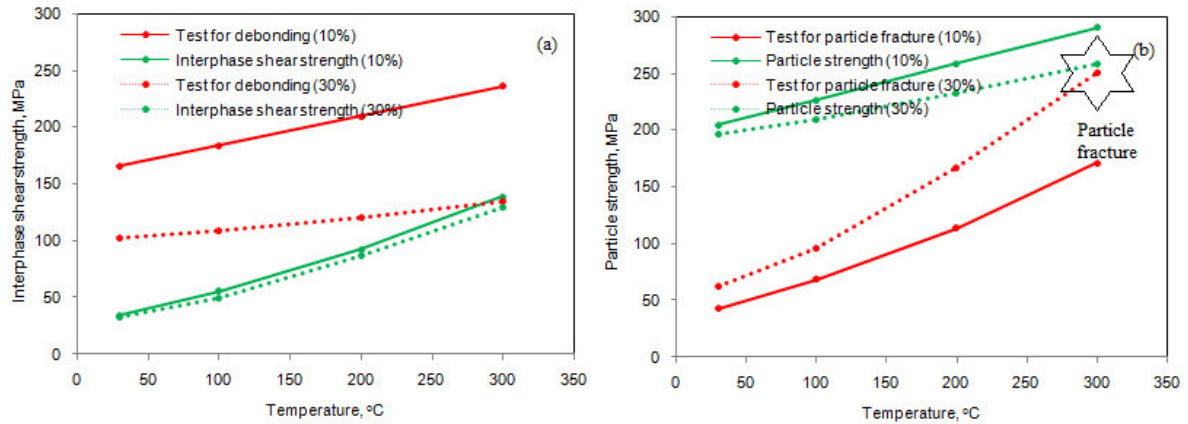 300
250
200
150
100
50
0
Interphase shear strength, MPa
Test for debonding (10%)
Interphase shear strength (10%)
Test for debonding (30%)
Interphase shear strength (30%)
(a)
0 50 100 150 200 250 300 350
Temperature, ºC
300
250
200
150
100
50
0
Particle strength, MPa
Test for particle fracture (10%)
Particle strength (10%)
Test for particle fracture (30%)
Particle strength (30%)
(b)
Particle
fracture
0 50 100 150 200 250 300 350
Temperature, ºC